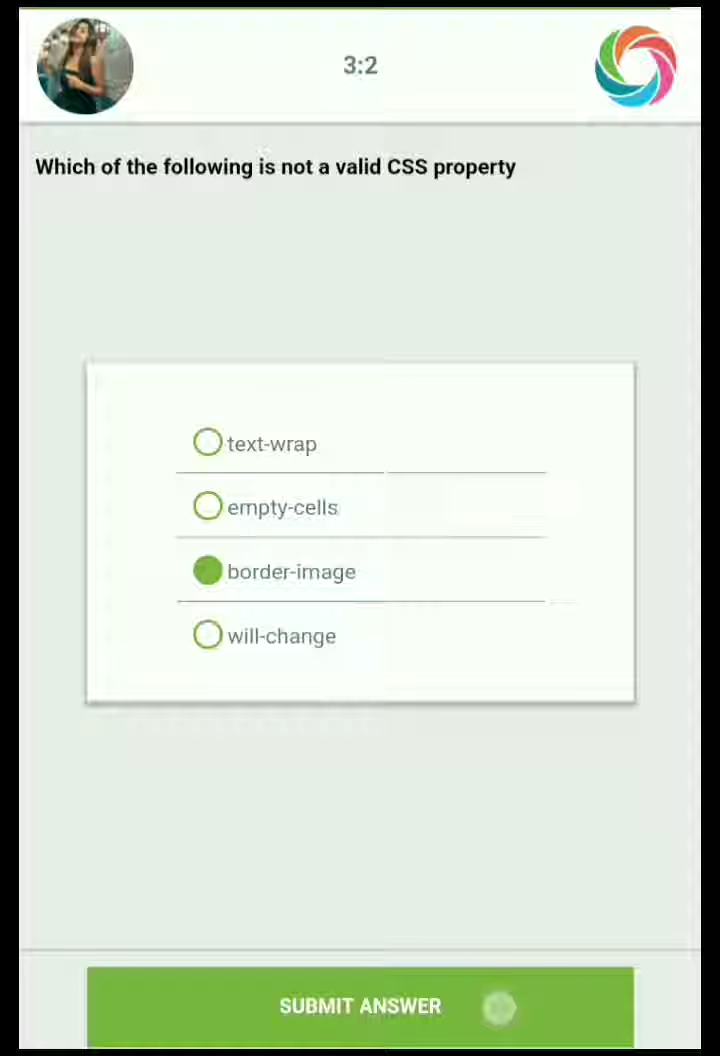 3:2
Which of the following is not a valid CSS property
text-wrap
empty-cells
border-image
will-change
SUBMIT ANSWER